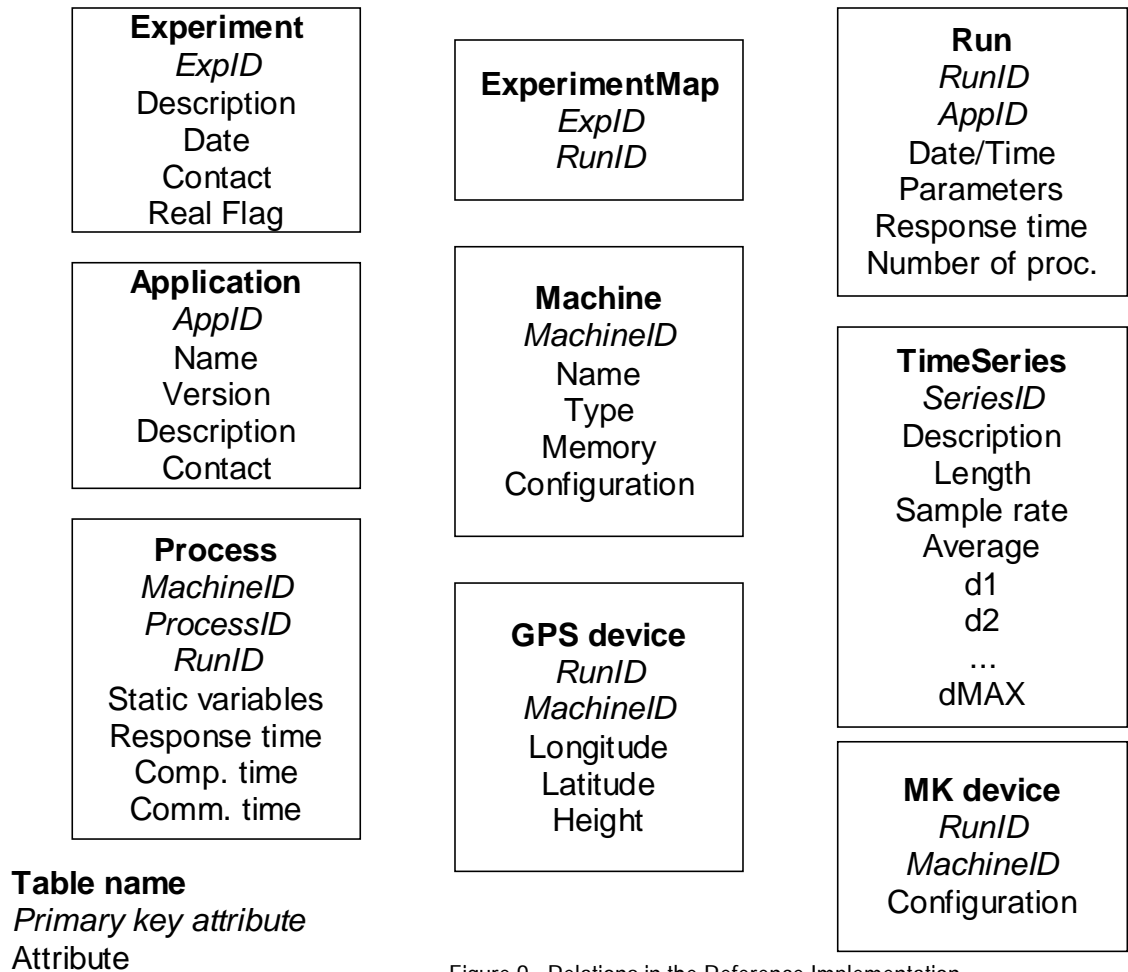 Experiment
ExpID
Description
Date
Contact
Real Flag
Application
AppID
Name
Version
Description
Contact
Process
MachineID
ProcessID
RunID
Static variables
Response time
Comp. time
Comm. time
Table name
Primary key attribute
Attribute
ExperimentMap
ExpID
RunID
Machine
MachineID
Name
Type
Memory
Configuration
GPS device
RunID
MachineID
Longitude
Latitude
Height
Run
RunID
AppID
Date/Time
Parameters
Response time
Number of proc.
TimeSeries
SeriesID
Description
Length
Sample rate
Average
d1
d2
...
dMAX
MK device
RunID
MachineID
Configuration
Relations in the Reference Implementation